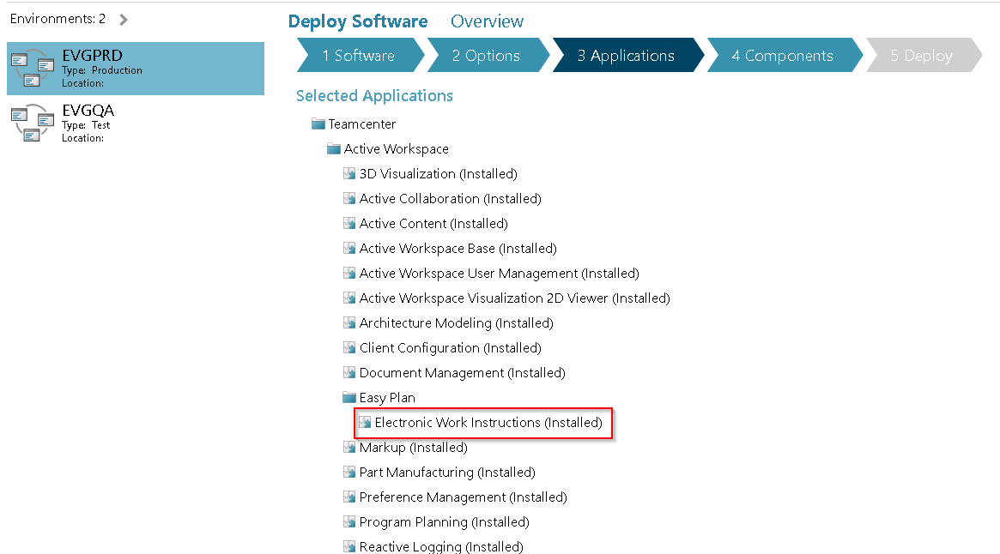 Environments: 2
EVGPRD
Type: Production
Location:
EVGQA
Type: Test
Location:
Deploy Software Overview
1 Software 2 Options 3 Applications 4 Components 5 Deploy
Selected Applications
Teamcenter
Active Workspace
3D Visualization (Installed)
Active Collaboration (Installed)
Active Content (Installed)
Active Workspace Base (Installed)
Active Workspace User Management (Installed)
Active Workspace Visualization 2D Viewer (Installed)
Architecture Modeling (Installed)
Client Configuration (Installed)
Document Management (Installed)
Easy Plan
Electronic Work Instructions (Installed)
Markup (Installed)
Part Manufacturing (Installed)
Preference Management (Installed)
Program Planning (Installed)
Reactive Logging (Installed)